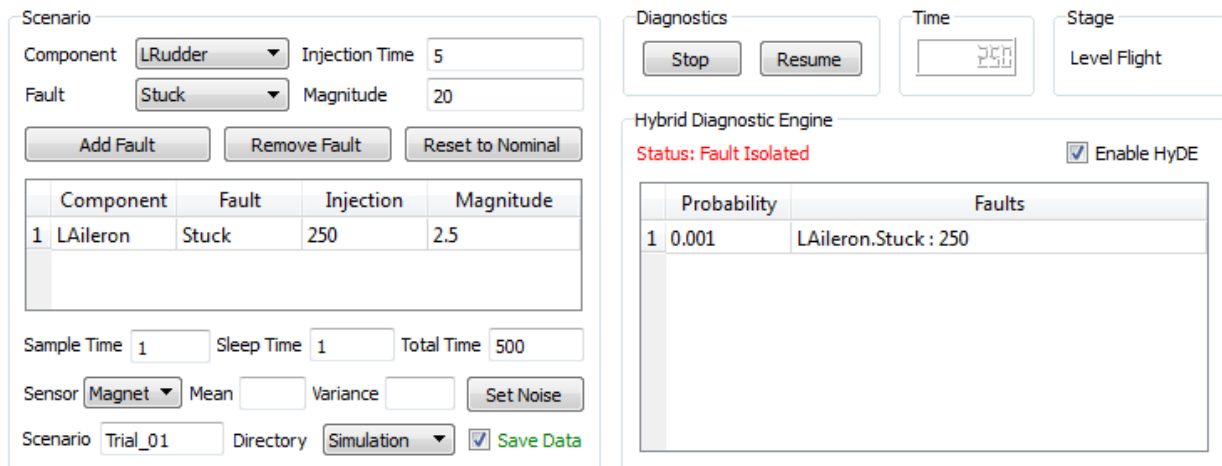 Scenario
Component LRudder Injection Time 5
Fault Stuck Magnitude 20
Add Fault Remove Fault Reset to Nominal
Component Fault Injection Magnitude
1 LAileron Stuck 250 2.5
Sample Time 1 Sleep Time 1 Total Time 500
Sensor Magnet Mean Variance Set Noise
Scenario Trial_01 Directory Simulation Save Data
Diagnostics
Stop Resume
Time
250
Stage
Level Flight
Hybrid Diagnostic Engine
Status: Fault Isolated Enable HyDE
Probability Faults
1 0.001 LAileron.Stuck : 250